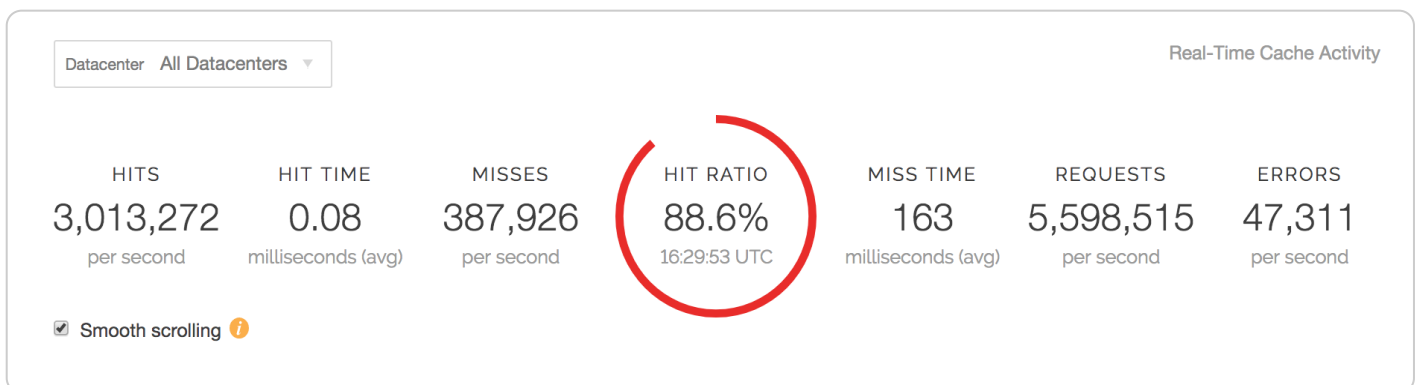 Datacenter All Datacenters
Real-Time Cache Activity
HITS
3,013,272
per second
HIT TIME
0.08
milliseconds (avg)
MISSES
387,926
per second
HIT RATIO
88.6%
16:29:53 UTC
MISS TIME
163
milliseconds (avg)
REQUESTS
5,598,515
per second
ERRORS
47,311
per second
Smooth scrolling i